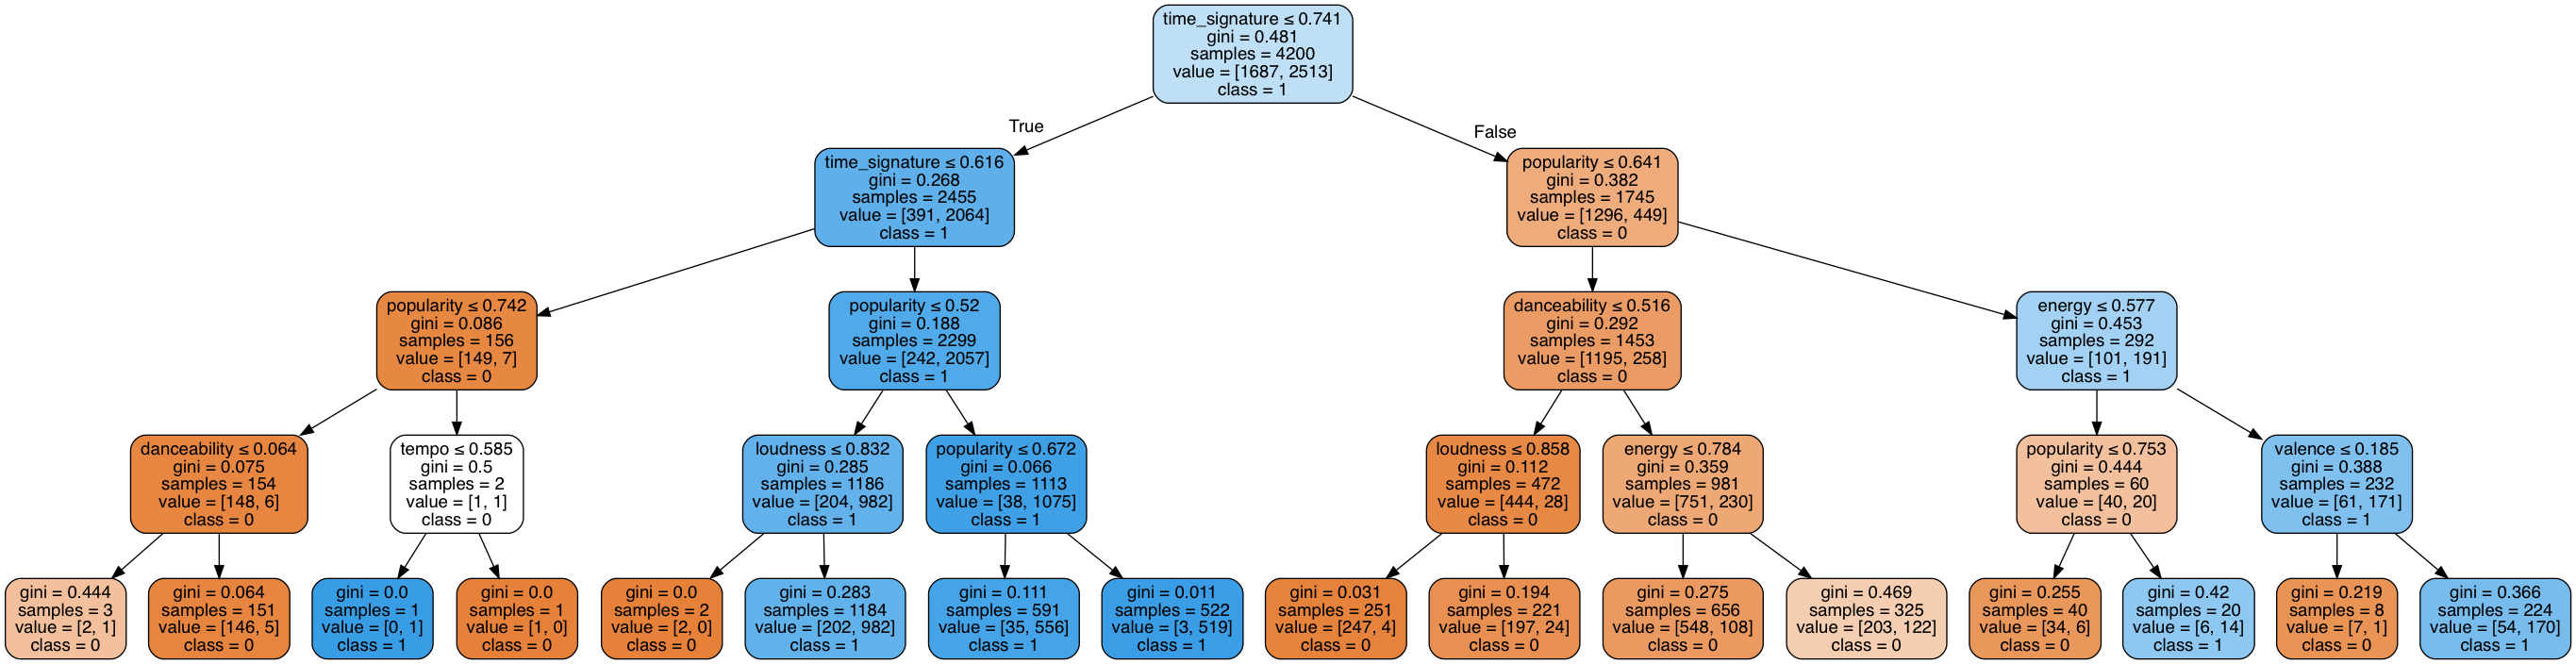 time_signature ≤ 0.741
gini = 0.481
samples = 4200
value = [1687, 2513]
class = 1
True
False
time_signature ≤ 0.616
gini = 0.268
samples = 2455
value = [391, 2064]
class = 1
popularity ≤ 0.641
gini = 0.382
samples = 1745
value = [1296, 449]
class = 0
popularity ≤ 0.742
gini = 0.086
samples = 156
value = [149, 7]
class = 0
popularity ≤ 0.52
gini = 0.188
samples = 2299
value = [242, 2057]
class = 1
danceability ≤ 0.516
gini = 0.292
samples = 1453
value = [1195, 258]
class = 0
energy ≤ 0.577
gini = 0.453
samples = 292
value = [101, 191]
class = 1
danceability ≤ 0.064
gini = 0.075
samples = 154
value = [148, 6]
class = 0
tempo ≤ 0.585
gini = 0.5
samples = 2
value = [1, 1]
class = 0
loudness ≤ 0.832
gini = 0.285
samples = 1186
value = [204, 982]
class = 1
popularity ≤ 0.672
gini = 0.066
samples = 1113
value = [38, 1075]
class = 1
loudness ≤ 0.858
gini = 0.112
samples = 472
value = [444, 28]
class = 0
energy ≤ 0.784
gini = 0.359
samples = 981
value = [751, 230]
class = 0
popularity ≤ 0.753
gini = 0.444
samples = 60
value = [40, 20]
class = 0
valence ≤ 0.185
gini = 0.388
samples = 232
value = [61, 171]
class = 1
gini = 0.444
samples = 3
value = [2, 1]
class = 0
gini = 0.064
samples = 151
value = [146, 5]
class = 0
gini = 0.0
samples = 1
value = [0, 1]
class = 1
gini = 0.0
samples = 1
value = [1, 0]
class = 0
gini = 0.0
samples = 2
value = [2, 0]
class = 0
gini = 0.283
samples = 1184
value = [202, 982]
class = 1
gini = 0.111
samples = 591
value = [35, 556]
class = 1
gini = 0.011
samples = 522
value = [3, 519]
class = 1
gini = 0.031
samples = 251
value = [247, 4]
class = 0
gini = 0.194
samples = 221
value = [197, 24]
class = 0
gini = 0.275
samples = 656
value = [548, 108]
class = 0
gini = 0.469
samples = 325
value = [203, 122]
class = 0
gini = 0.255
samples = 40
value = [34, 6]
class = 0
gini = 0.42
samples = 20
value = [6, 14]
class = 1
gini = 0.219
samples = 8
value = [7, 1]
class = 0
gini = 0.366
samples = 224
value = [54, 170]
class = 1